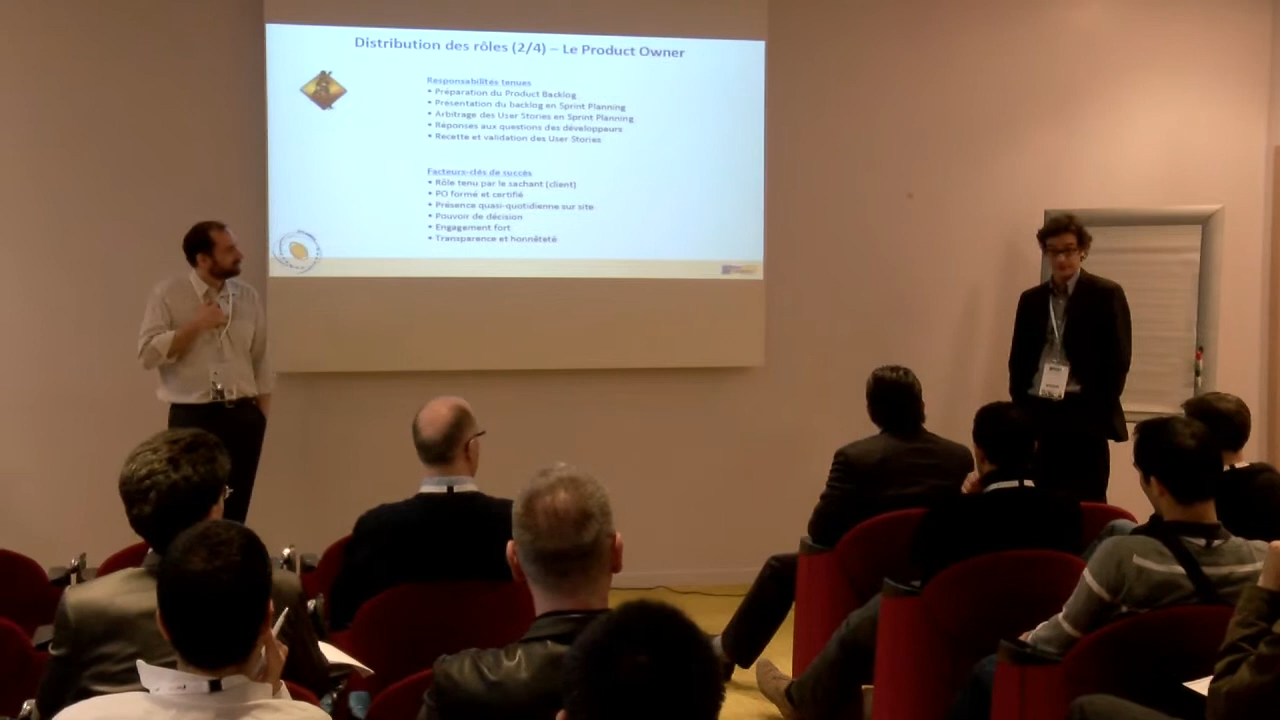 Distribution des rôles (2/4) – Le Product Owner
Responsabilités tenues
• Préparation du Product Backlog
• Présentation du backlog en Sprint Planning
• Arbitrage des User Stories en Sprint Planning
• Réponses aux questions des développeurs
• Recette et validation des User Stories
Facteurs-clés de succès
• Rôle tenu par le sachant (client)
• PO formé et certifié
• Présence quasi-quotidienne sur site
• Pouvoir de décision
• Engagement fort
• Transparence et honnêteté